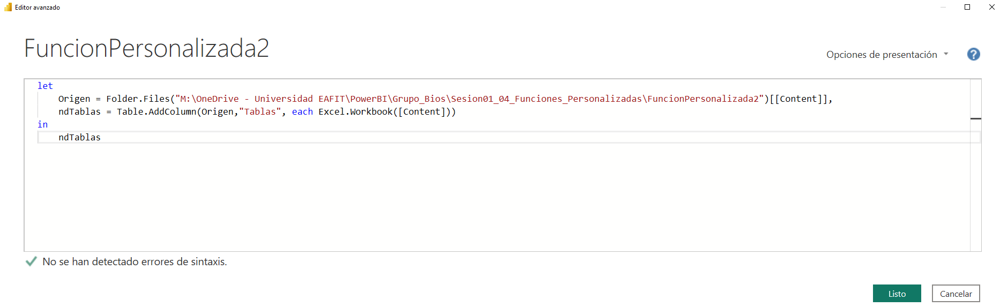 Editor avanzado
FuncionPersonalizada2
Opciones de presentación
?
let
Origen = Folder.Files("M:\OneDrive - Universidad EAFIT\PowerBI\Grupo_Bios\Sesion01_04_Funciones_Personalizadas\FuncionPersonalizada2")[[Content]],
ndTablas = Table.AddColumn(Origen,"Tablas", each Excel.Workbook([Content]))
in
ndTablas
No se han detectado errores de sintaxis.
Listo
Cancelar